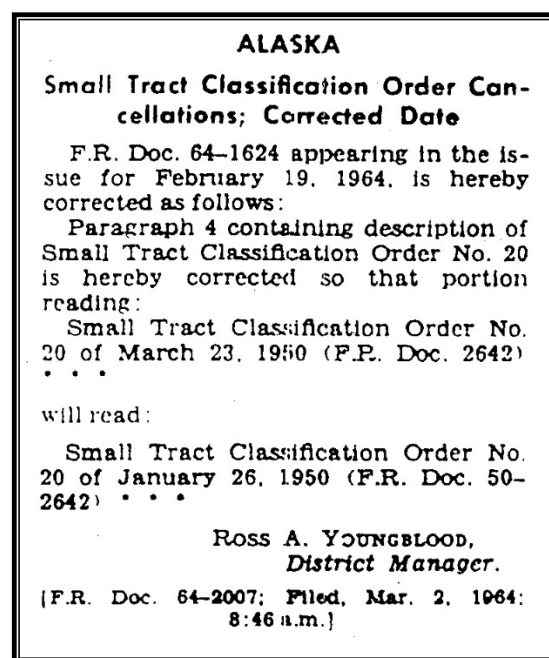 ALASKA
Small Tract Classification Order Can-
cellations; Corrected Date
F.R. Doc. 64–1624 appearing in the is-
sue for February 19, 1964, is hereby
corrected as follows:
Paragraph 4 containing description of
Small Tract Classification Order No. 20
is hereby corrected so that portion
reading:
Small Tract Classification Order No.
20 of March 23, 1950 (F.R. Doc. 2642)
* * *
will read:
Small Tract Classification Order No.
20 of January 26, 1950 (F.R. Doc. 50–
2642) * * *
ROSS A. YOUNGBLOOD,
District Manager.
[F.R. Doc. 64–2007; Filed, Mar. 2, 1964;
8:46 a.m.]